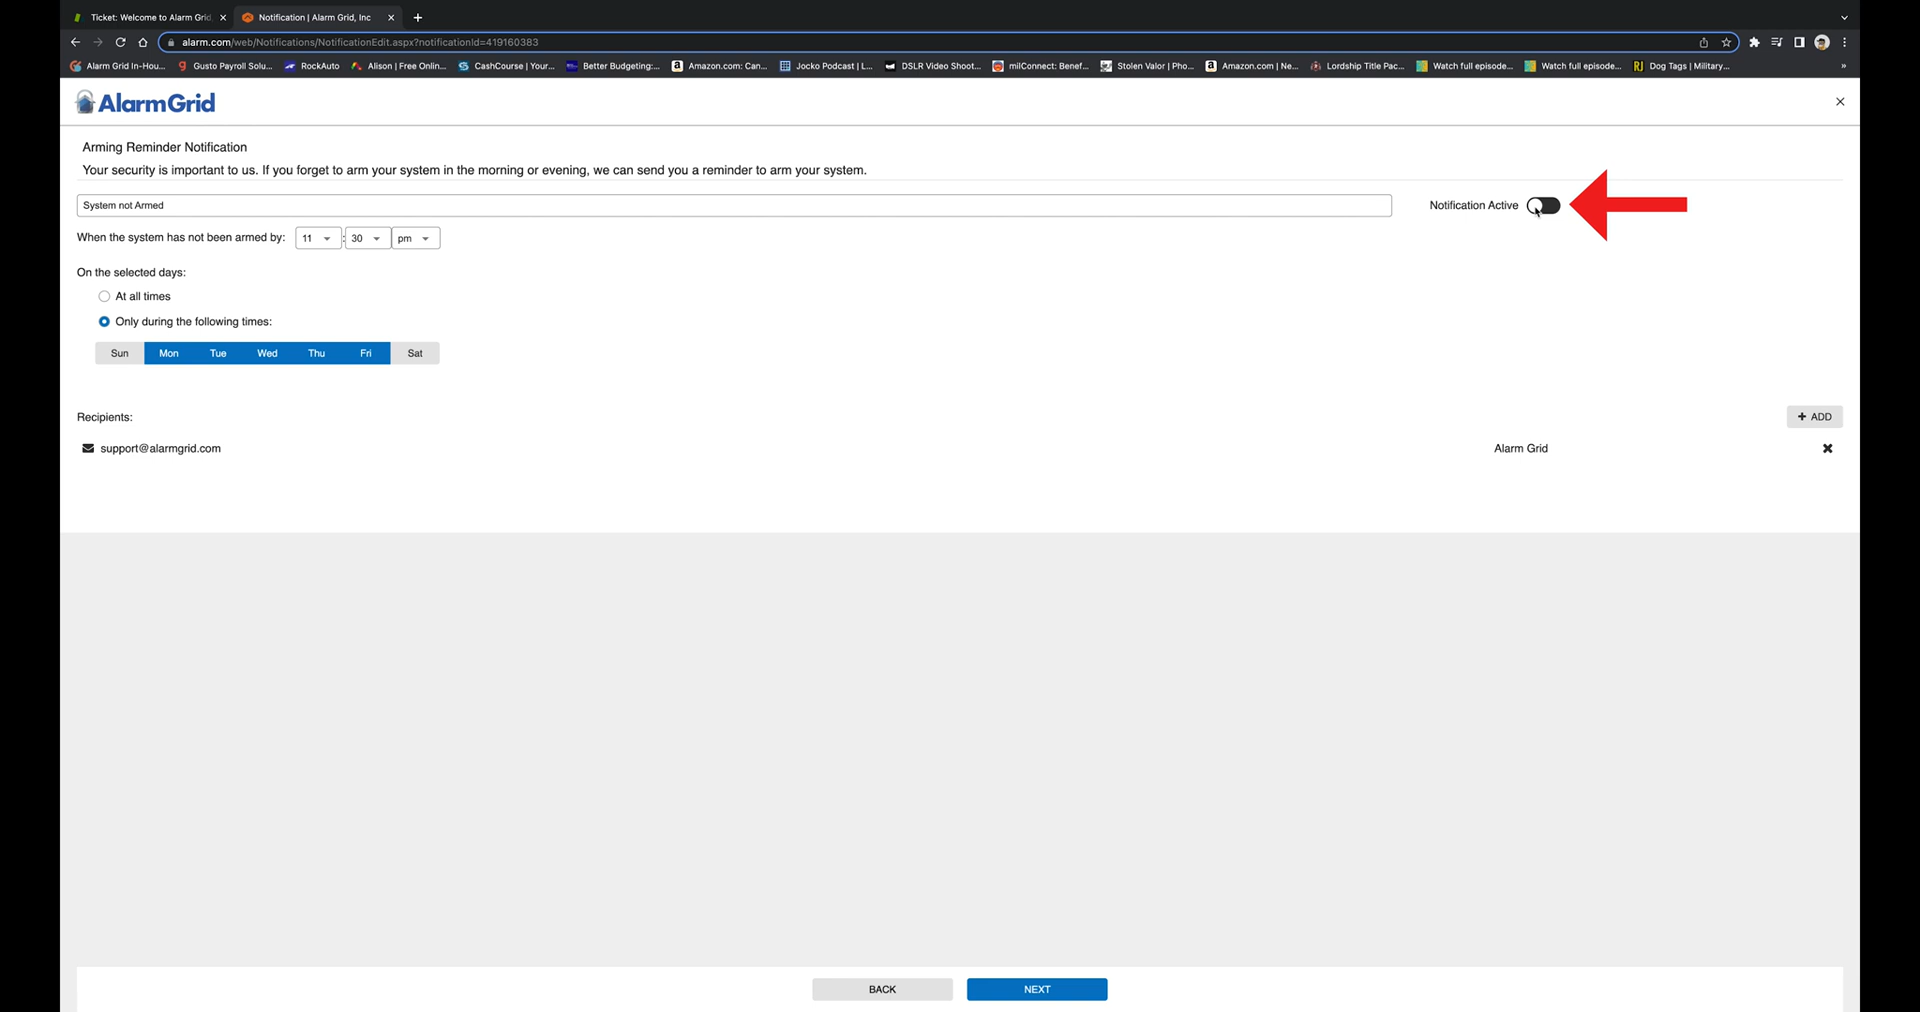 Ticket: Welcome to Alarm Grid,
Notification | Alarm Grid, Inc
alarm.com/web/Notifications/NotificationEdit.aspx?notificationId=419160383
Alarm Grid In-Hou... Gusto Payroll Solu... RockAuto Alison | Free Onlin... CashCourse | Your... Better Budgeting:... Amazon.com: Can... Jocko Podcast | L... DSLR Video Shoot... milConnect: Benef... Stolen Valor | Pho... Amazon.com | Ne... Lordship Title Pac... Watch full episode... Watch full episode... RJ Dog Tags | Military... »
AlarmGrid
Arming Reminder Notification
Your security is important to us. If you forget to arm your system in the morning or evening, we can send you a reminder to arm your system.
System not Armed
Notification Active
When the system has not been armed by: 11 : 30 pm
On the selected days:
At all times
Only during the following times:
Sun Mon Tue Wed Thu Fri Sat
Recipients:
+ ADD
support@alarmgrid.com Alarm Grid
BACK NEXT